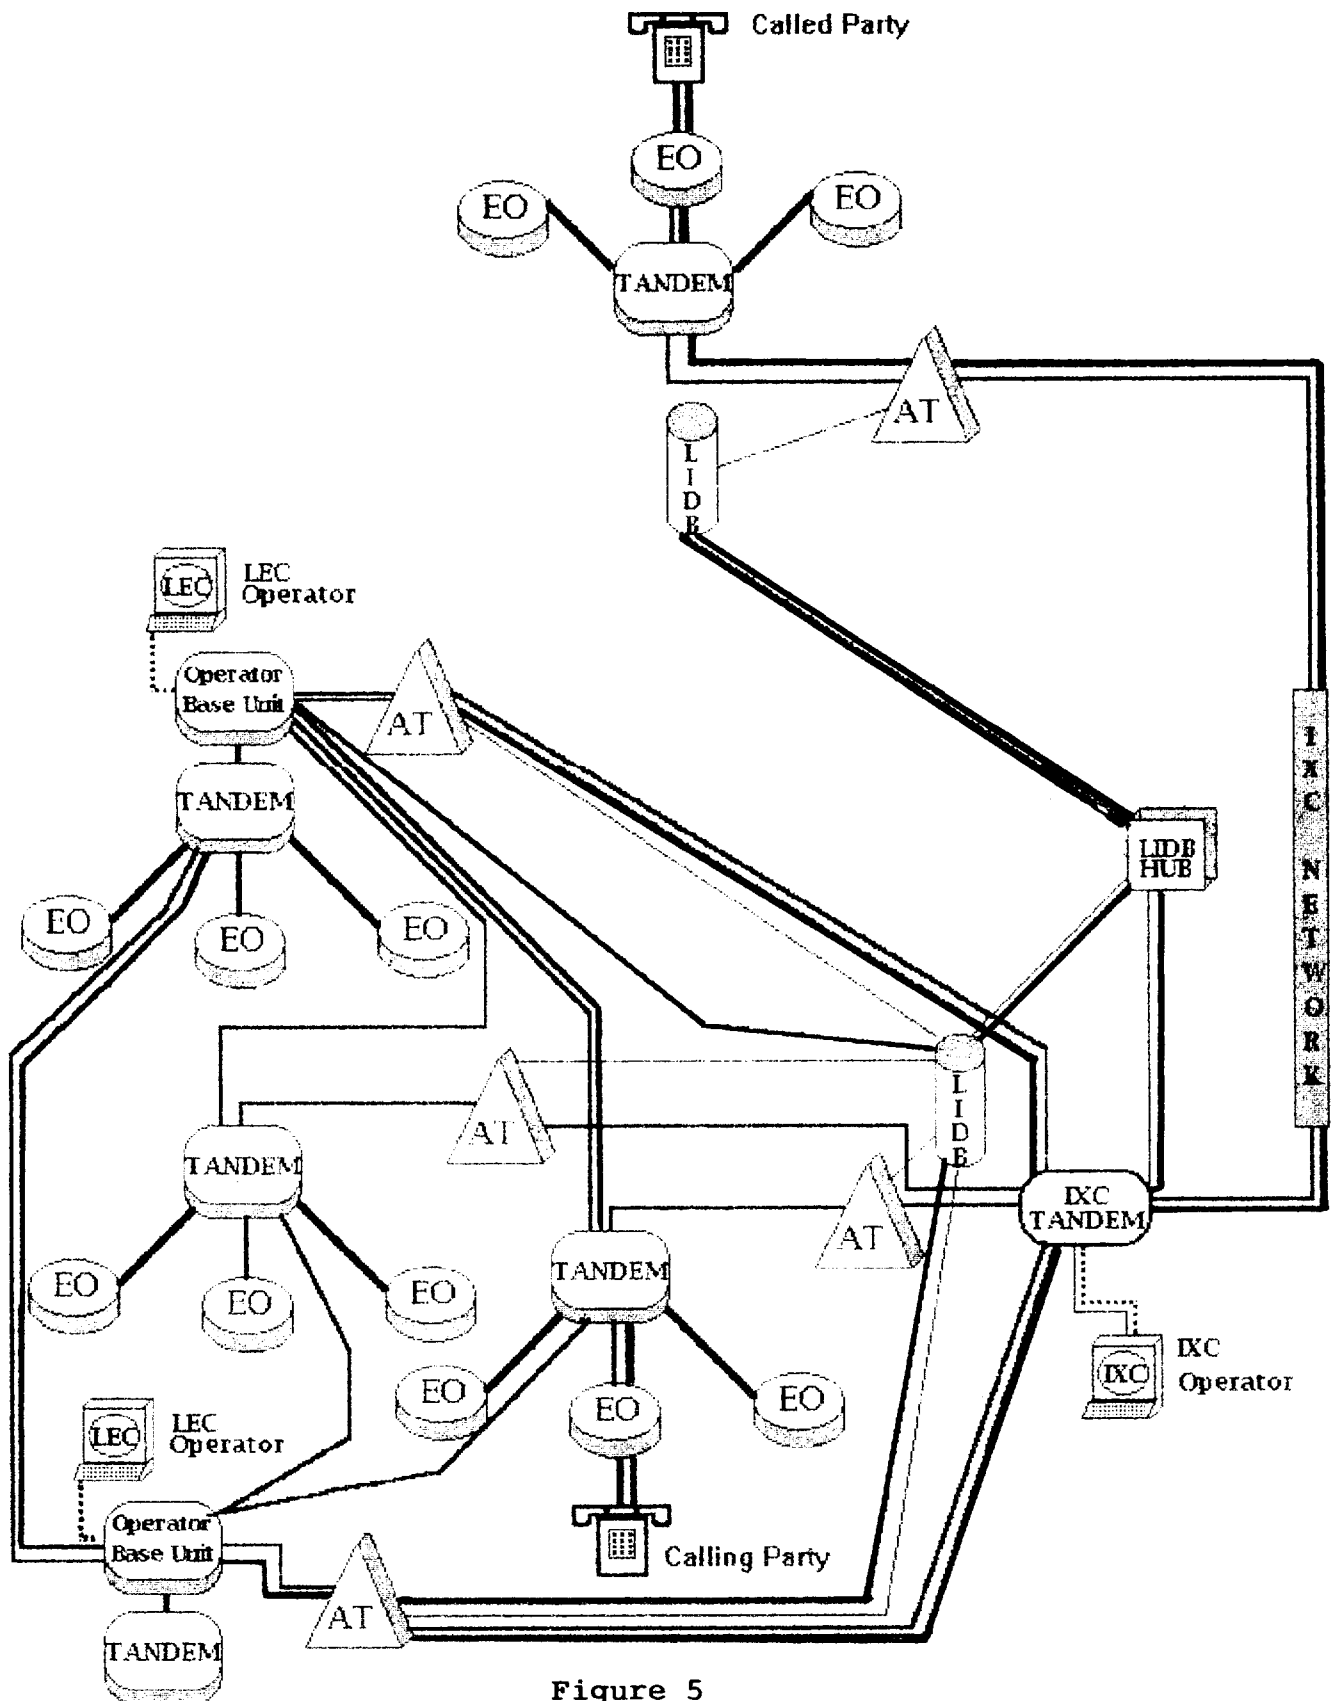 Called Party
EO
EO
EO
TANDEM
AT
LIDB
LEC
LEC
Operator
Operator
Base Unit
AT
TANDEM
IXC NETWORK
LIDB
HUB
EO
EO
EO
LIDB
AT
TANDEM
AT
IXC
TANDEM
TANDEM
EO
EO
EO
EO
EO
EO
IXC
IXC
Operator
LEC
LEC
Operator
Operator
Base Unit
Calling Party
AT
TANDEM
Figure 5